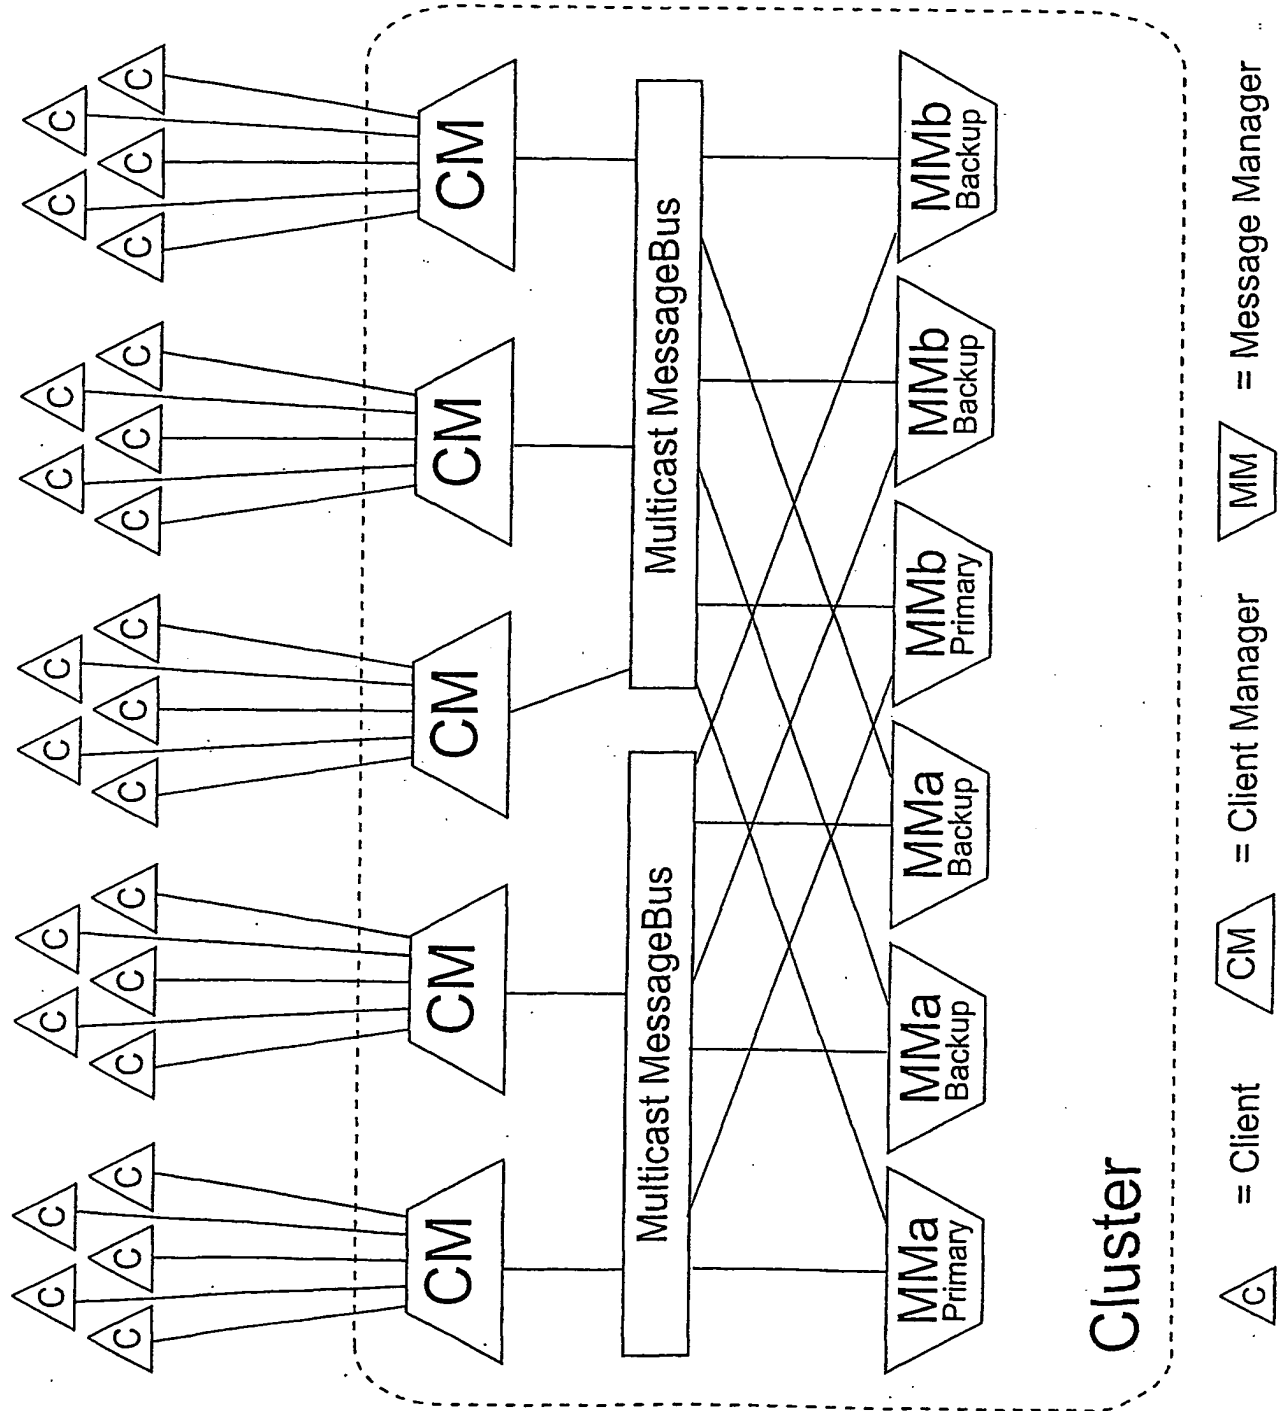 C C C C C
C C C C C
C C C C C
C C C C C
C C C C C
CM CM CM CM CM
Multicast MessageBus
Multicast MessageBus
MMa
Primary
MMa
Backup
MMa
Backup
MMb
Primary
MMb
Backup
MMb
Backup
Cluster
C = Client
CM = Client Manager
MM = Message Manager